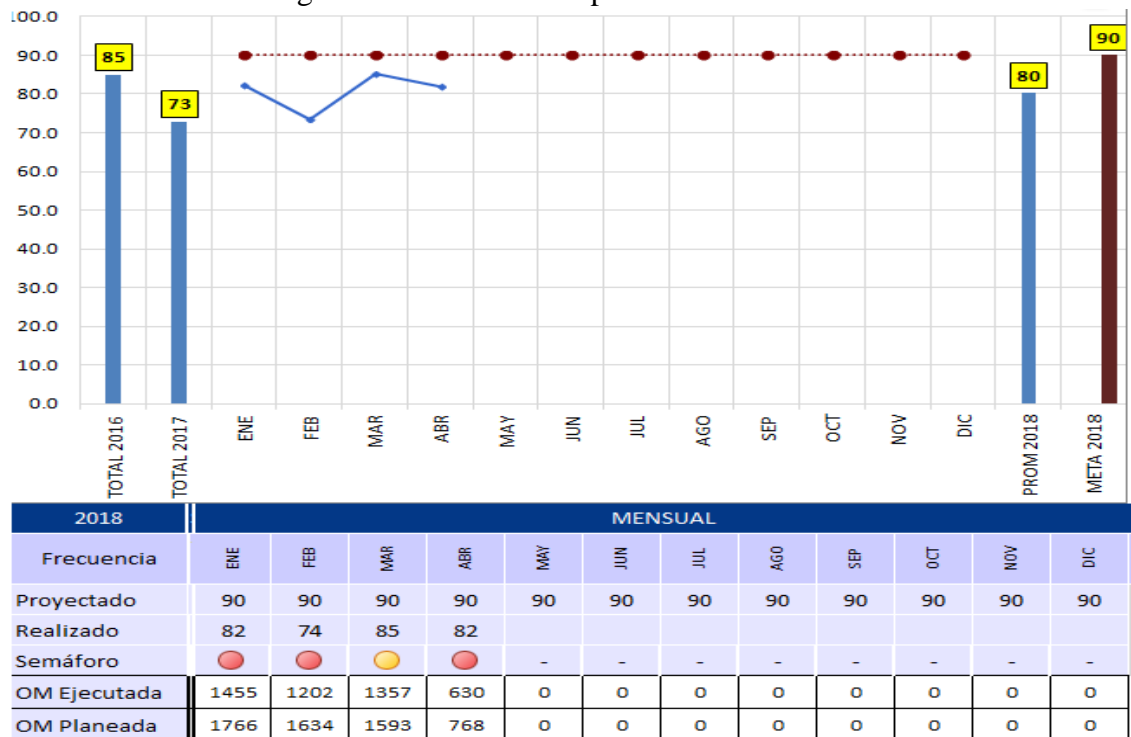 100.0
90.0
80.0
70.0
60.0
50.0
40.0
30.0
20.0
10.0
0.0
85
73
80
90
TOTAL 2016
TOTAL 2017
ENE
FEB
MAR
ABR
MAY
JUN
JUL
AGO
SEP
OCT
NOV
DIC
PROM 2018
META 2018
2018 MENSUAL
Frecuencia ENE FEB MAR ABR MAY JUN JUL AGO SEP OCT NOV DIC
Proyectado 90 90 90 90 90 90 90 90 90 90 90 90
Realizado 82 74 85 82
Semáforo - - - - - - - -
OM Ejecutada 1455 1202 1357 630 0 0 0 0 0 0 0 0
OM Planeada 1766 1634 1593 768 0 0 0 0 0 0 0 0